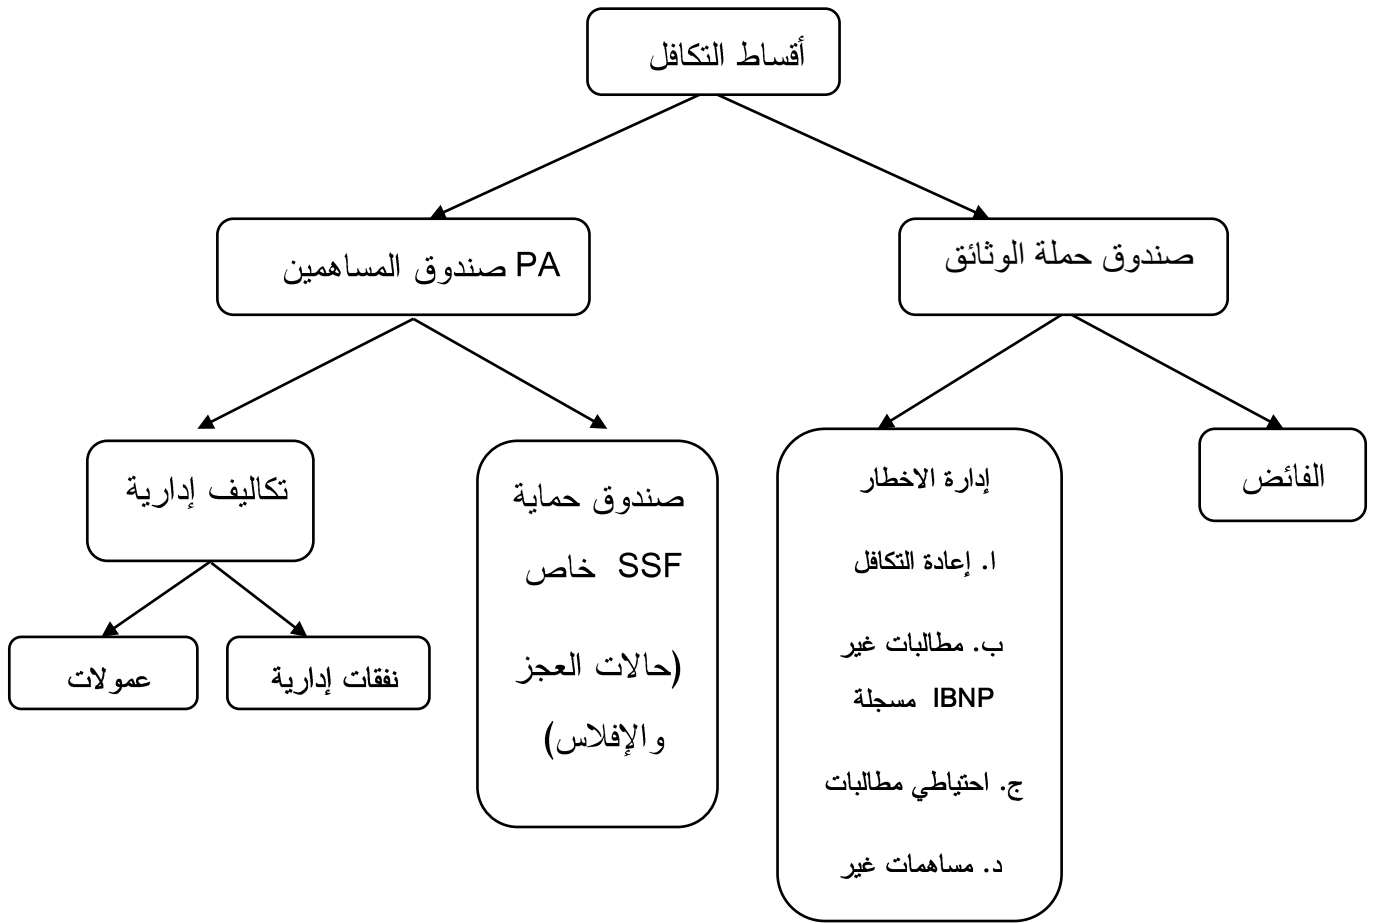 أقساط التكافل
صندوق حملة الوثائق
PA صندوق المساهمين
الفائض
إدارة الاخطار
ا. إعادة التكافل
ب. مطالبات غير
IBNP مسجلة
ج. احتياطي مطالبات
د. مساهمات غير
صندوق حماية
SSF خاص
(حالات العجز
والإفلاس)
تكاليف إدارية
نفقات إدارية
عمولات